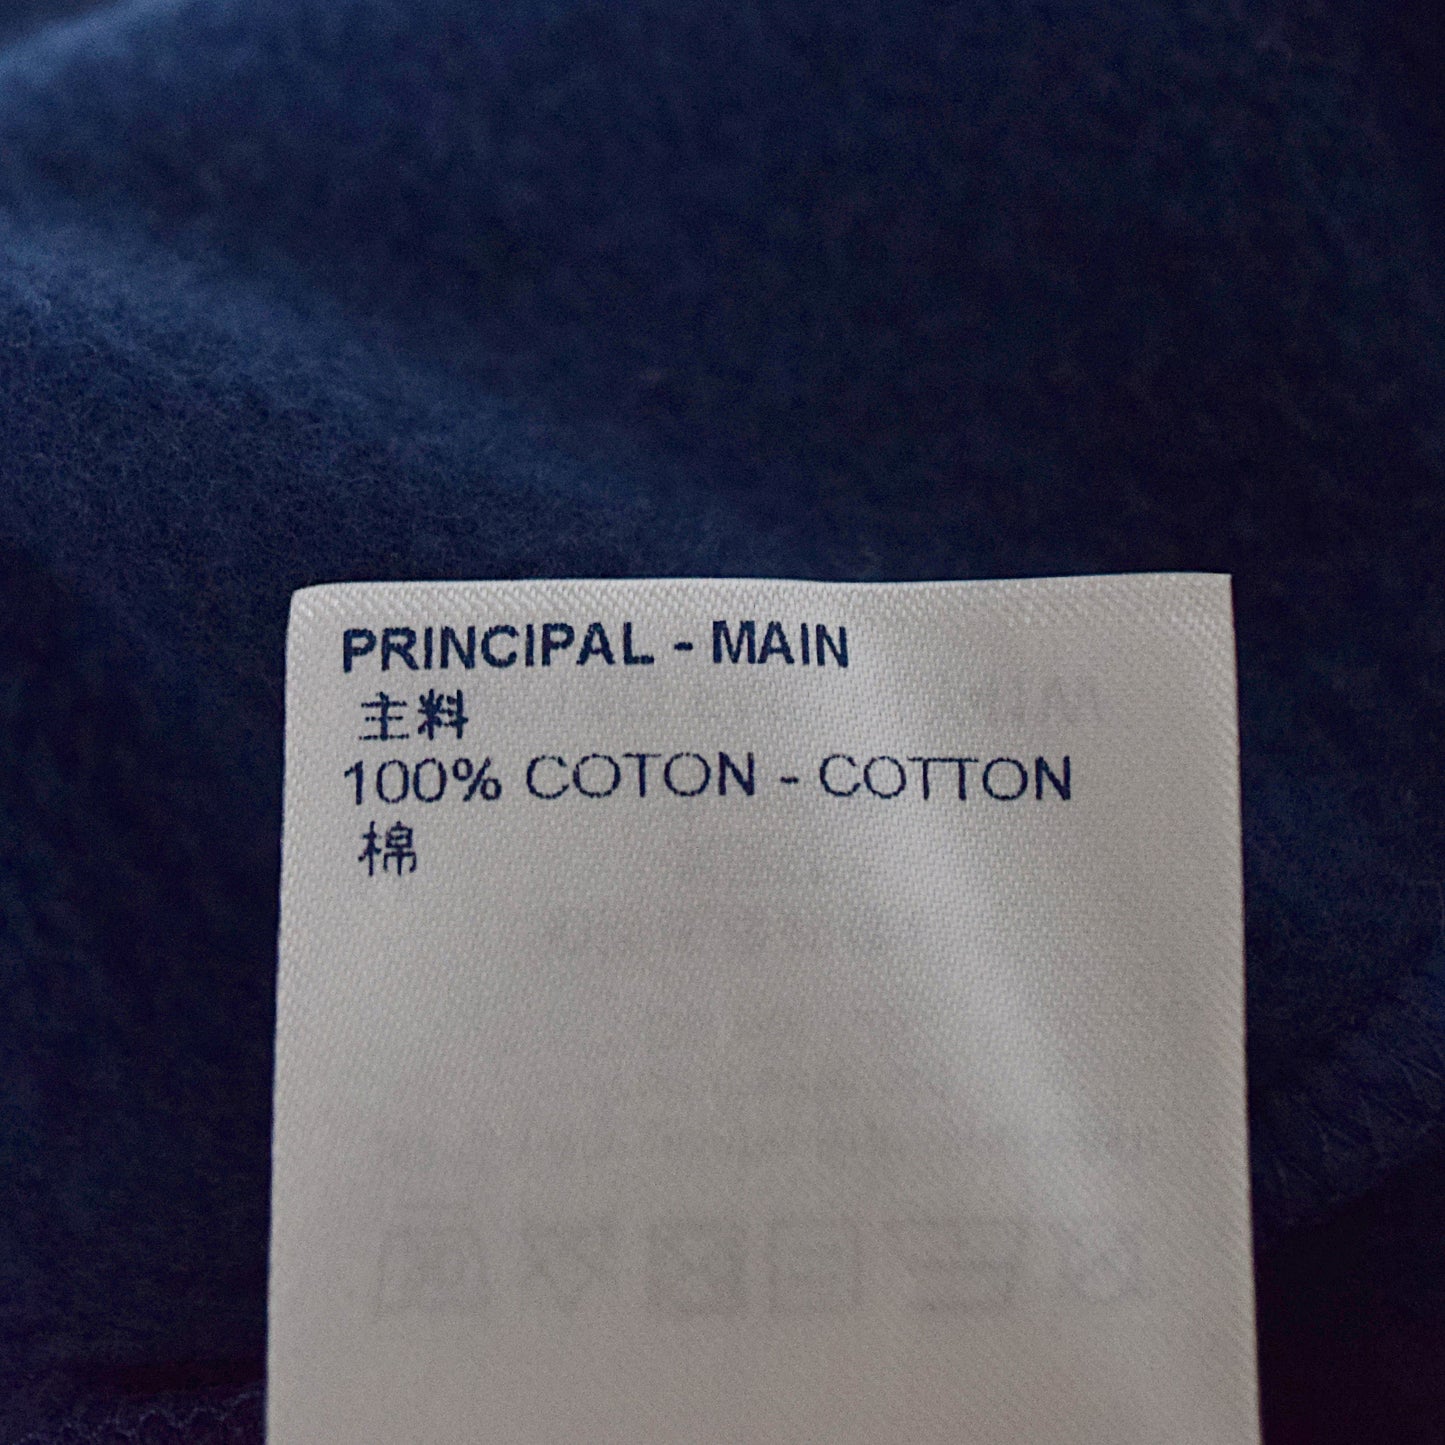 PRINCIPAL - MAIN
主料
100% COTON - COTTON
棉